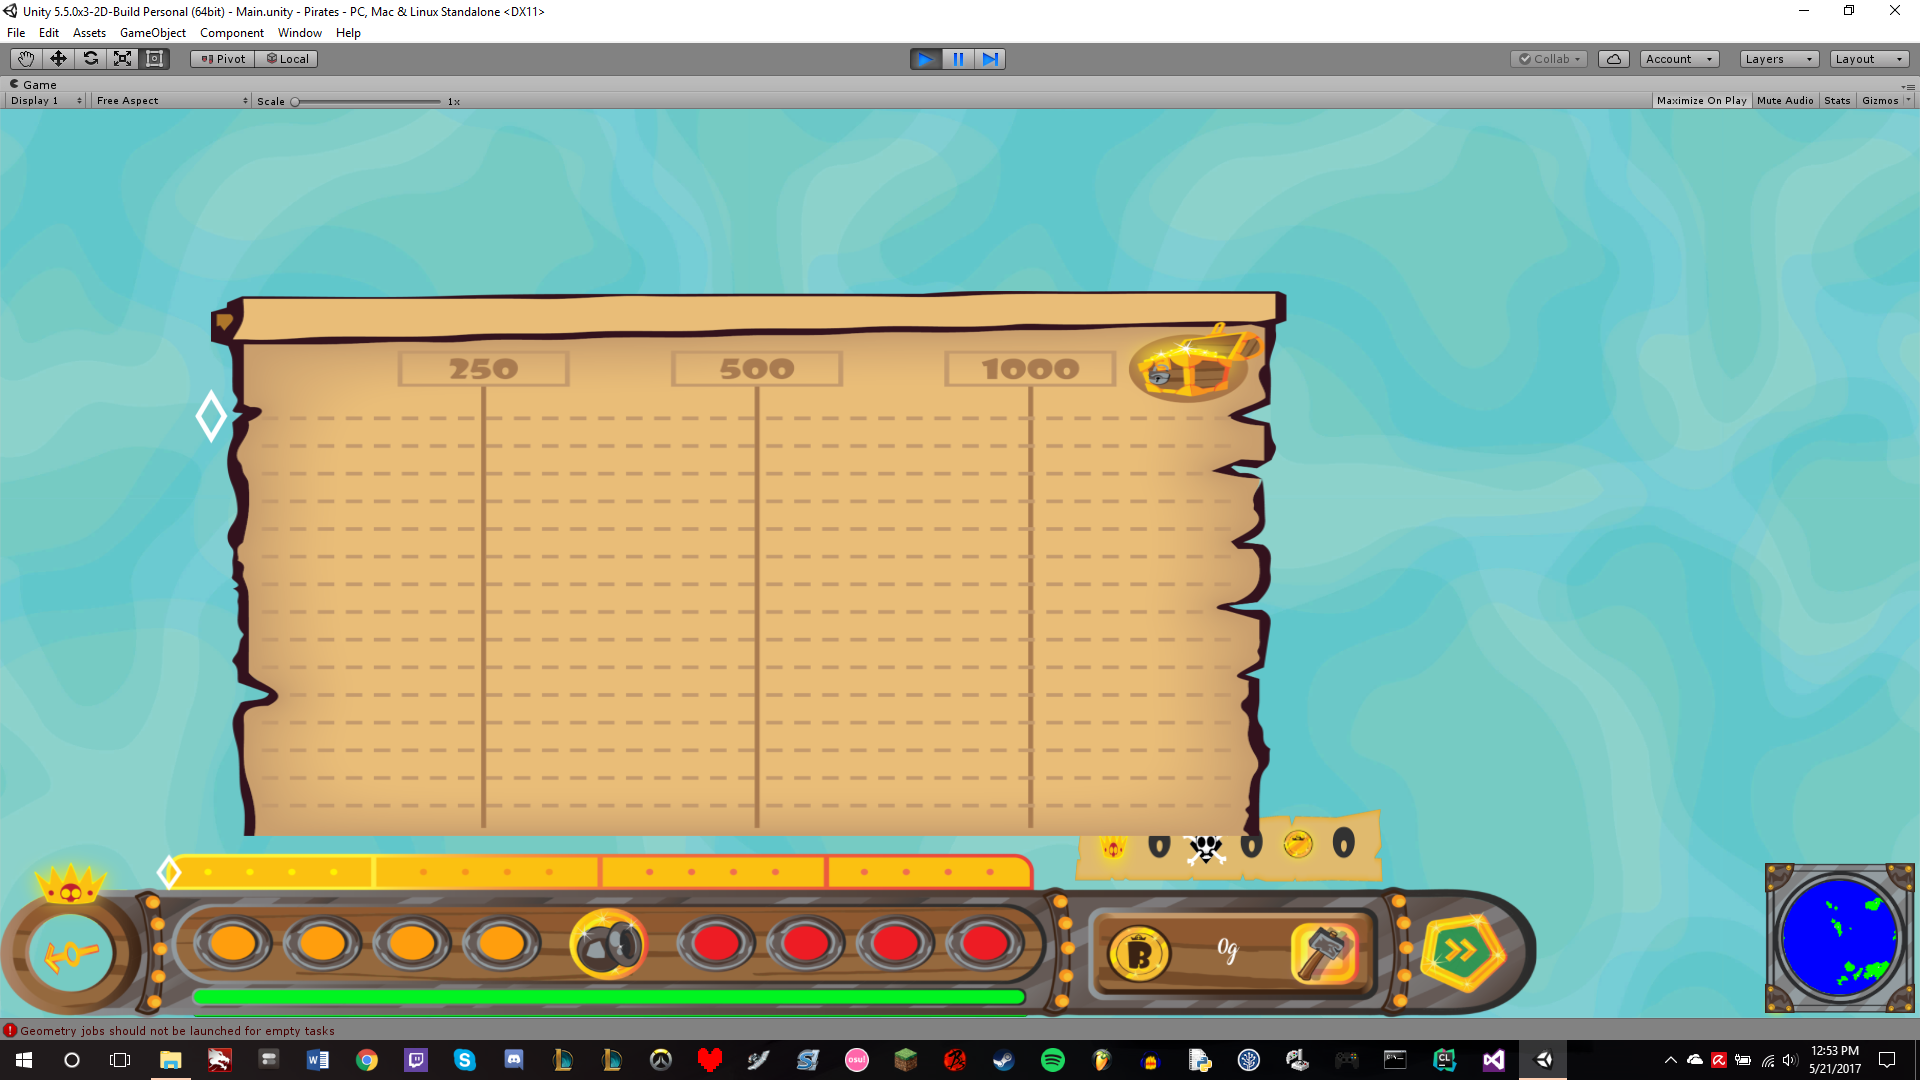 Unity 5.5.0x3-2D-Build Personal (64bit) - Main.unity - Pirates - PC, Mac & Linux Standalone <DX11>
File Edit Assets GameObject Component Window Help
Pivot Local Collab Account Layers Layout
Game
Display 1 Free Aspect Scale 1x Maximize On Play Mute Audio Stats Gizmos
250 500 1000
0 0 0
B 0g
Geometry jobs should not be launched for empty tasks
W osu! CL
12:53 PM
5/21/2017